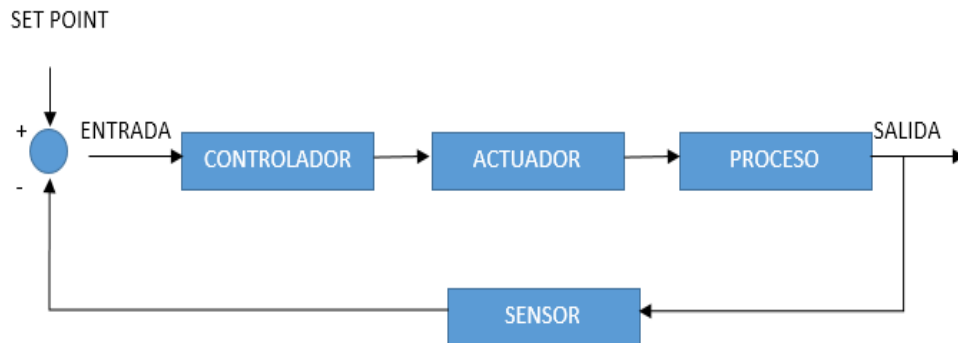 SET POINT
+
ENTRADA
SALIDA
CONTROLADOR
ACTUADOR
PROCESO
-
SENSOR